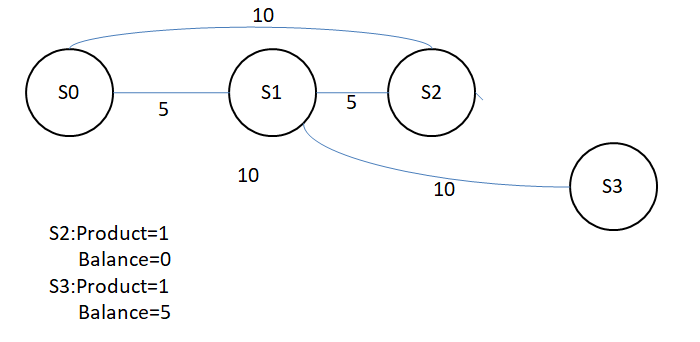 10
S0
S1
S2
5
5
10
10
S3
S2:Product=1
Balance=0
S3:Product=1
Balance=5